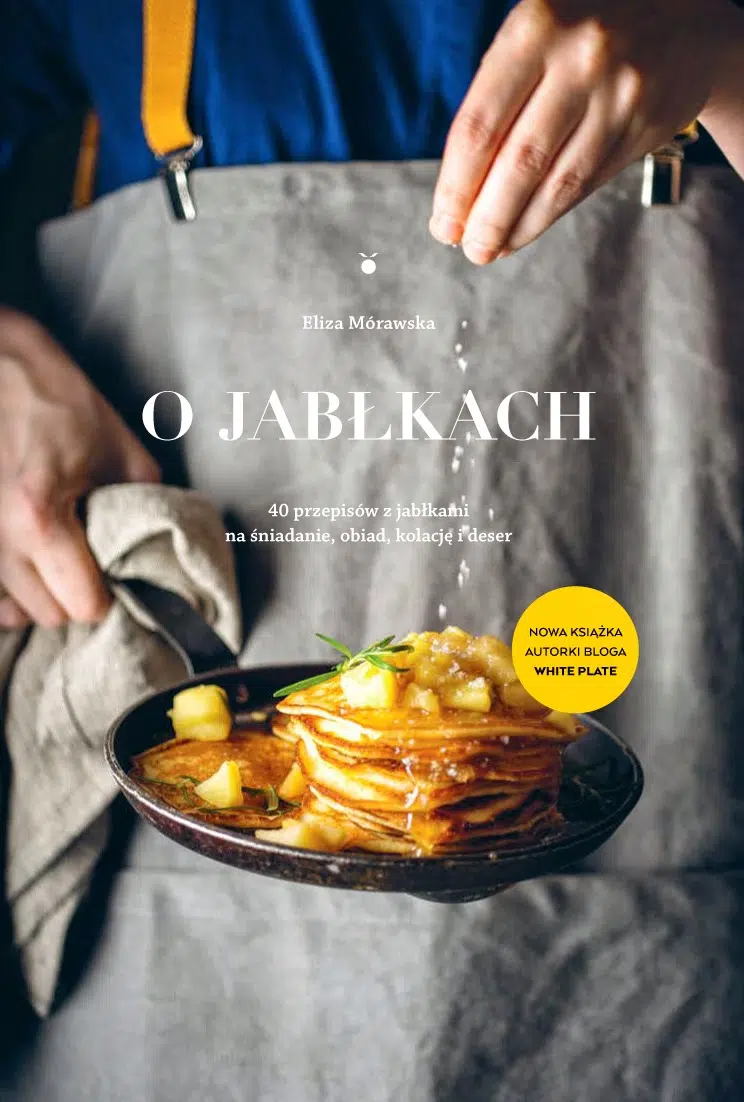 Eliza Mórawska
O JABŁKACH
40 przepisów z jabłkami
na śniadanie, obiad, kolację i deser
NOWA KSIĄŻKA
AUTORKI BLOGA
WHITE PLATE